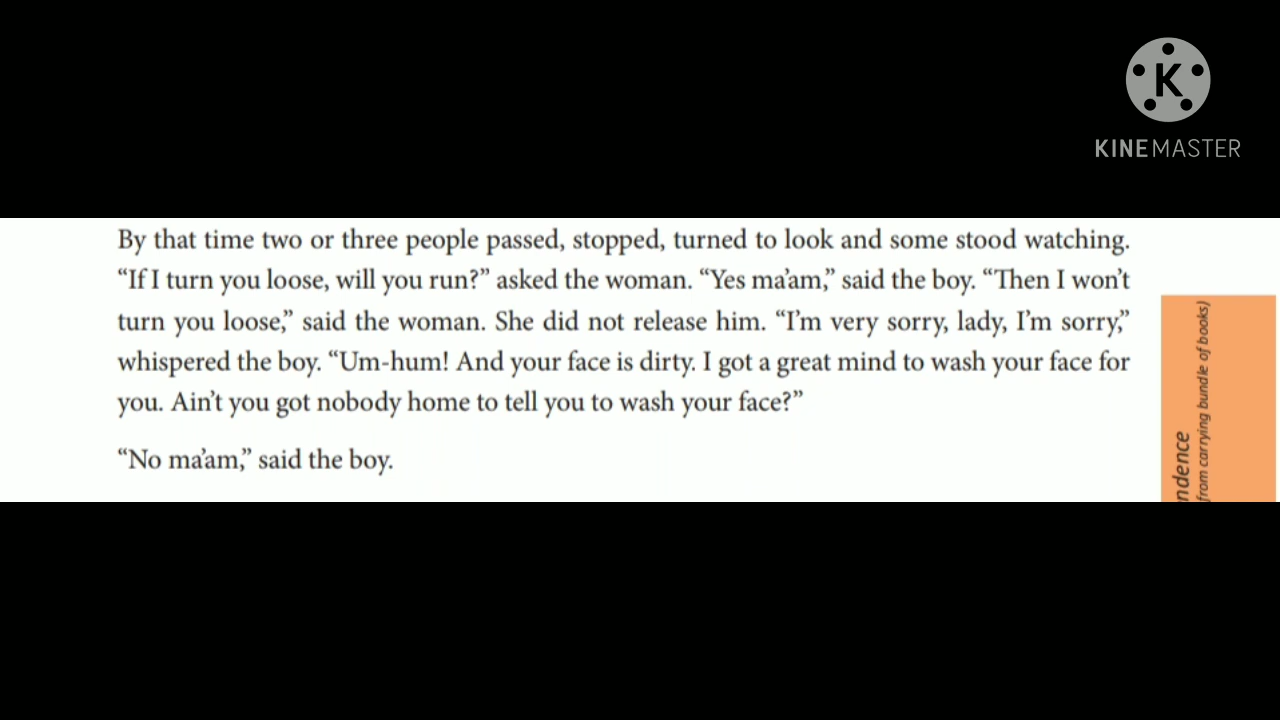 KINEMASTER
By that time two or three people passed, stopped, turned to look and some stood watching.
“If I turn you loose, will you run?” asked the woman. “Yes ma’am,” said the boy. “Then I won’t
turn you loose,” said the woman. She did not release him. “I’m very sorry, lady, I’m sorry,”
whispered the boy. “Um-hum! And your face is dirty. I got a great mind to wash your face for
you. Ain’t you got nobody home to tell you to wash your face?”
“No ma’am,” said the boy.
ndence
from carrying bundle of books)